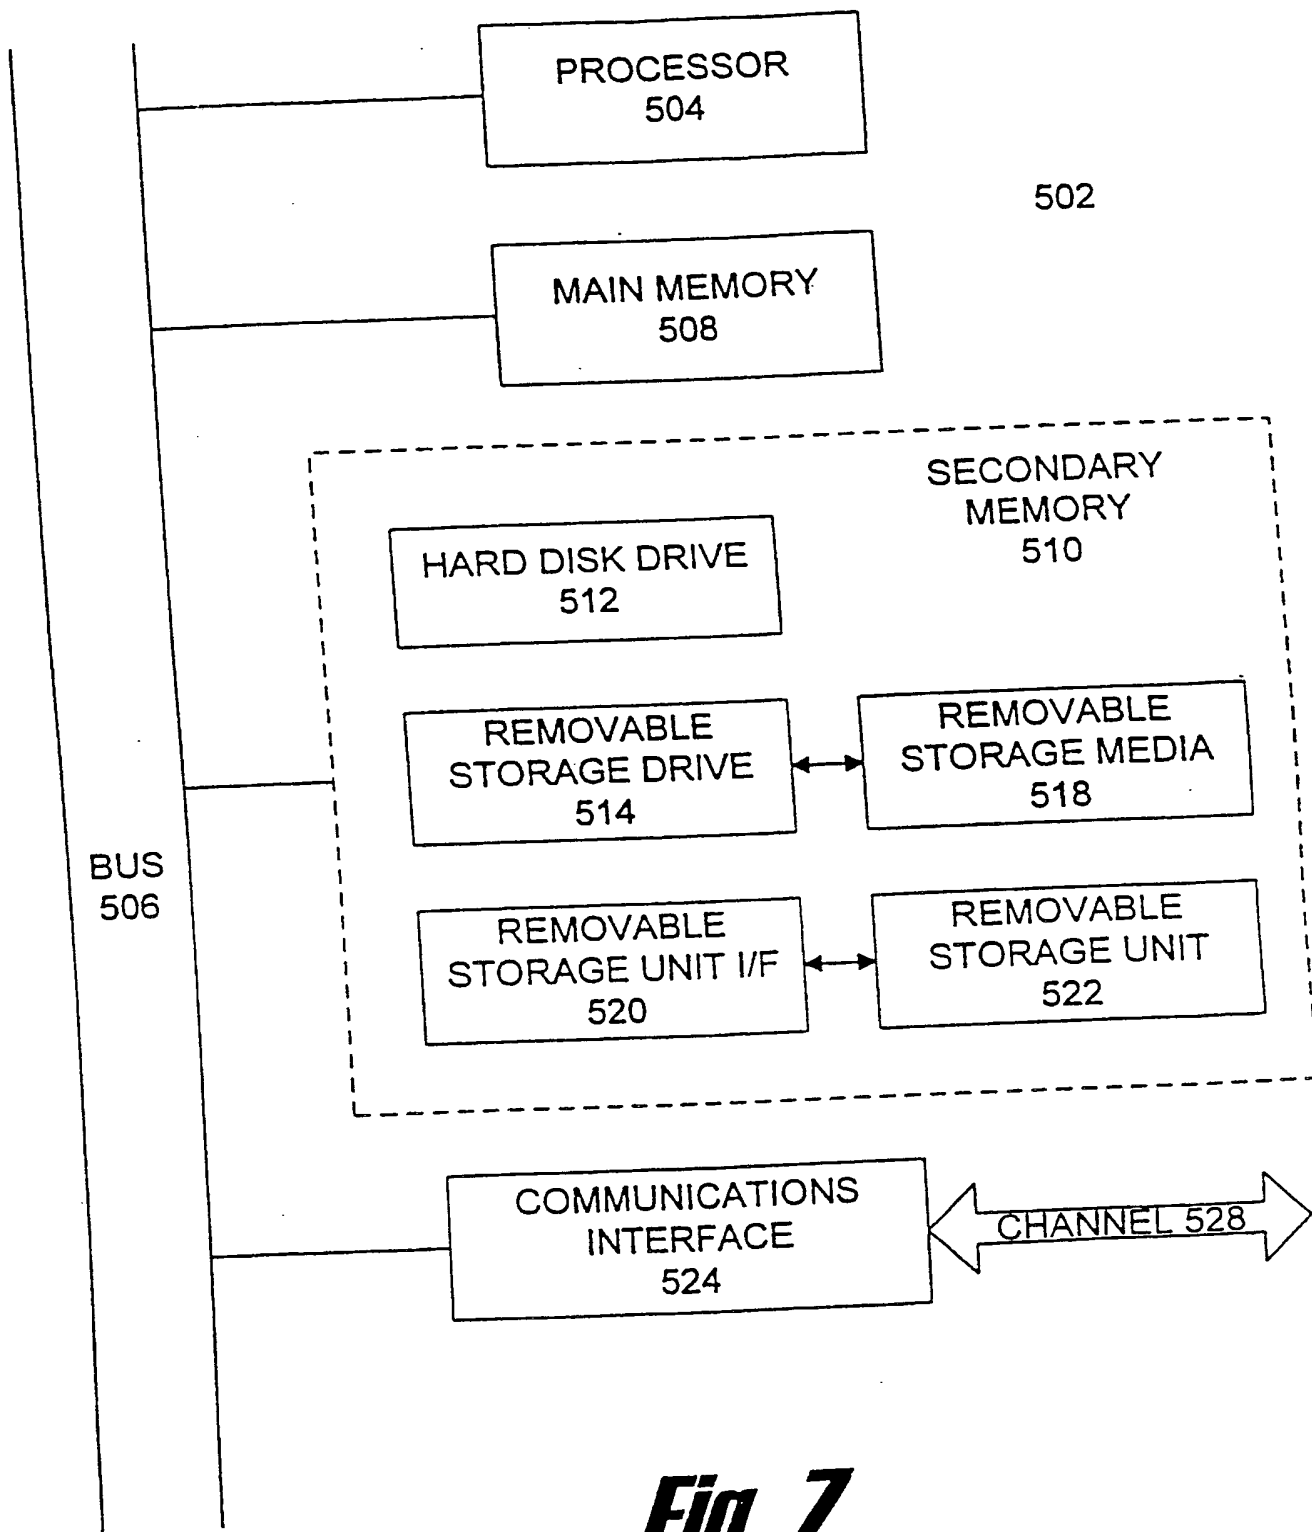 PROCESSOR
504
502
MAIN MEMORY
508
SECONDARY
MEMORY
510
HARD DISK DRIVE
512
REMOVABLE
STORAGE DRIVE
514
REMOVABLE
STORAGE MEDIA
518
BUS
506
REMOVABLE
STORAGE UNIT I/F
520
REMOVABLE
STORAGE UNIT
522
COMMUNICATIONS
INTERFACE
524
CHANNEL 528
Fig. 7